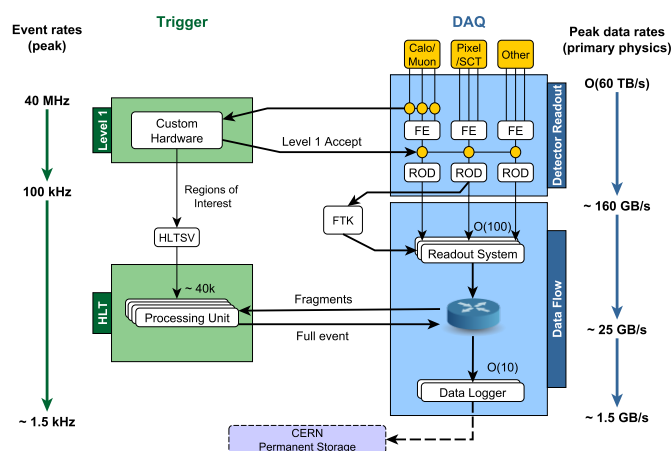 Event rates
(peak)
Trigger
DAQ
Peak data rates
(primary physics)
Calo/
Muon
Pixel
/SCT
Other
O(60 TB/s)
40 MHz
Level 1
Custom
Hardware
Level 1 Accept
FE
FE
FE
Detector Readout
ROD
ROD
ROD
100 kHz
Regions of
Interest
FTK
~ 160 GB/s
HLTSV
O(100)
Readout System
~ 40k
HLT
Processing Unit
Fragments
Full event
Data Flow
~ 25 GB/s
O(10)
Data Logger
~ 1.5 kHz
~ 1.5 GB/s
CERN
Permanent Storage